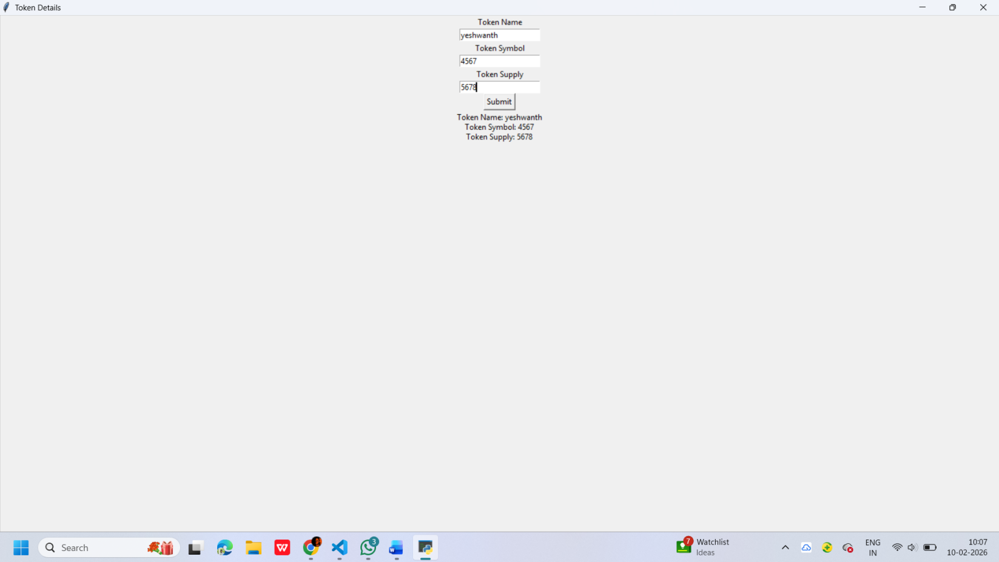 Token Details
Token Name
yeshwanth
Token Symbol
4567
Token Supply
5678
Submit
Token Name: yeshwanth
Token Symbol: 4567
Token Supply: 5678
Search
W
W
3
7
Watchlist
Ideas
ENG
IN
10:07
10-02-2026